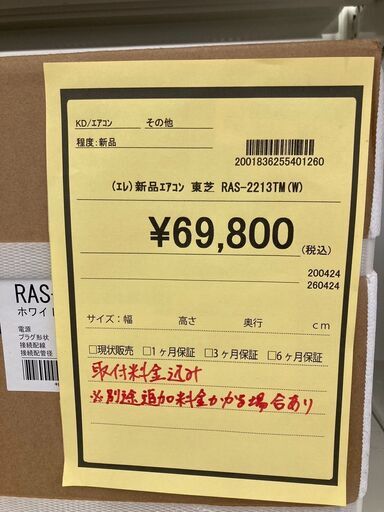 KD/ｴｱｺﾝ その他
程度:新品
2001836255401260
(ｴﾚ)新品ｴｱｺﾝ 東芝 RAS-2213TM(W)
¥69,800
(税込)
200424
260424
サイズ:幅 高さ 奥行 cm
□現状販売 □1ヶ月保証 □3ヶ月保証 □6ヶ月保証
取付料金込み
※別途追加料金かかる場合あり
RAS-
ホワイト
電源
プラグ形状
接続配線
接続配管径